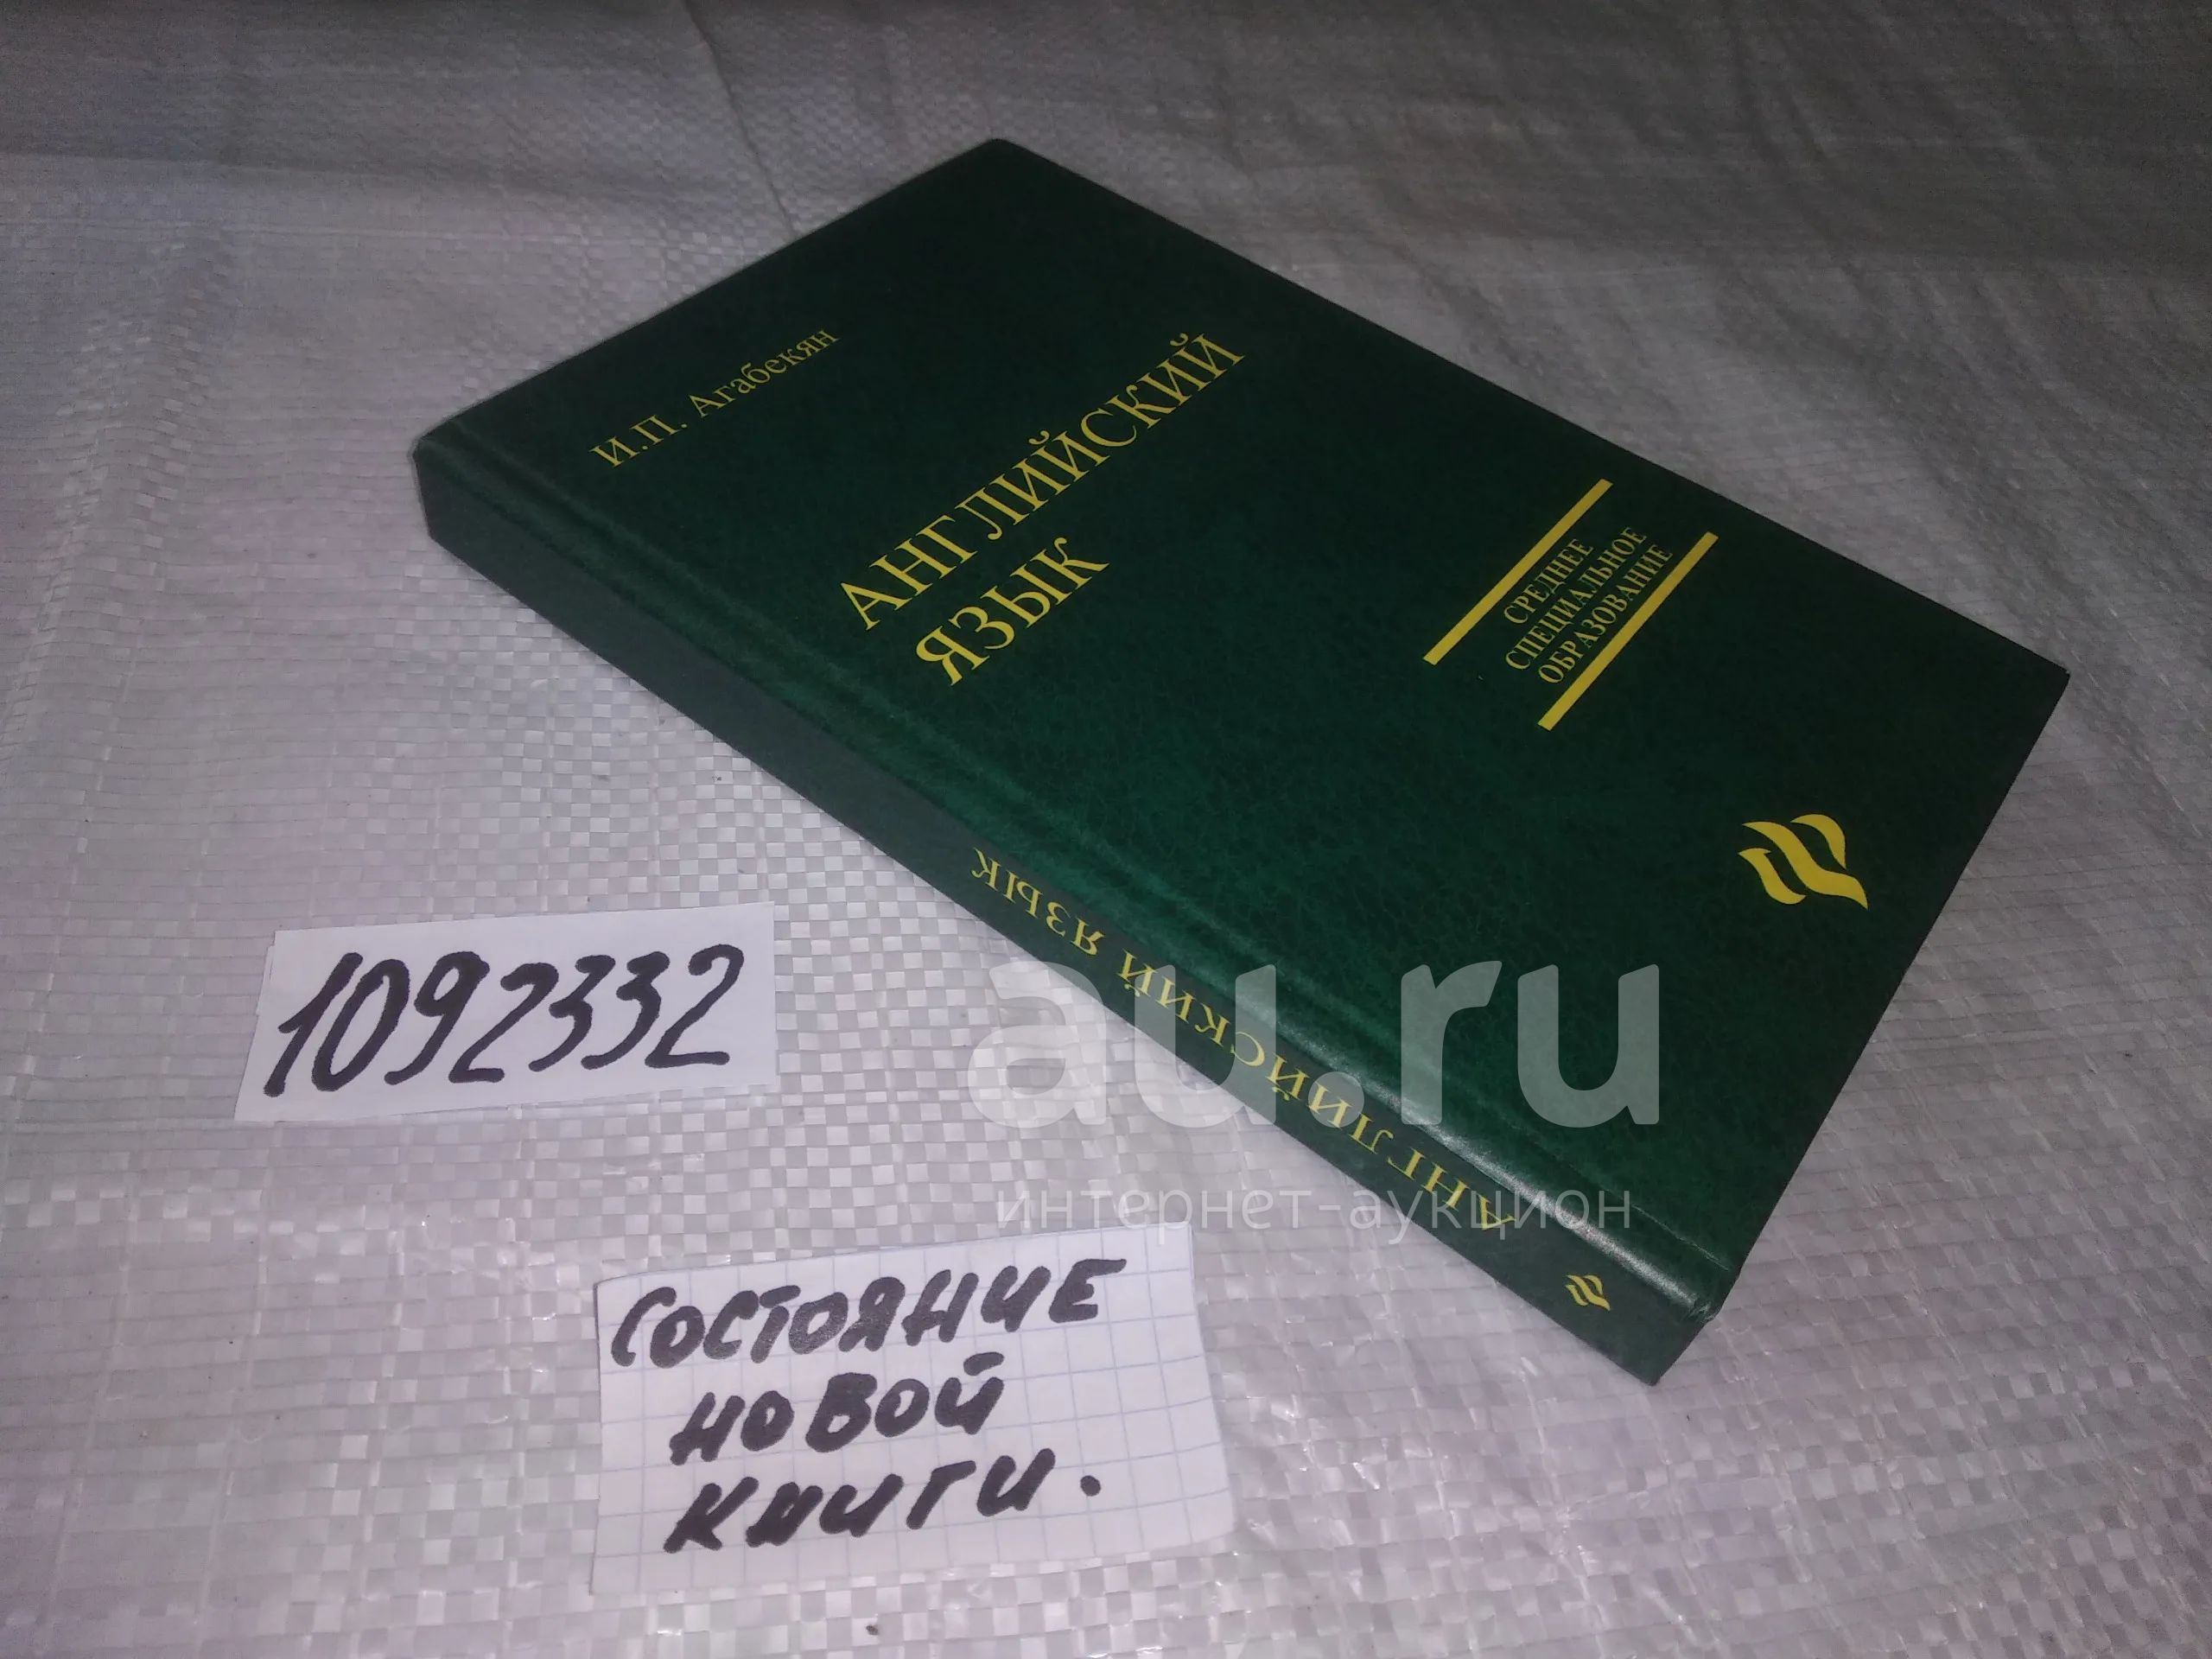 И.П. Агабекян
АНГЛИЙСКИЙ
ЯЗЫК
СРЕДНЕЕ
СПЕЦИАЛЬНОЕ
ОБРАЗОВАНИЕ
АНГЛИЙСКИЙ ЯЗЫК
1092332
au.ru
интернет-аукцион
СОСТОЯНИЕ
НОВОЙ
КНИГИ.